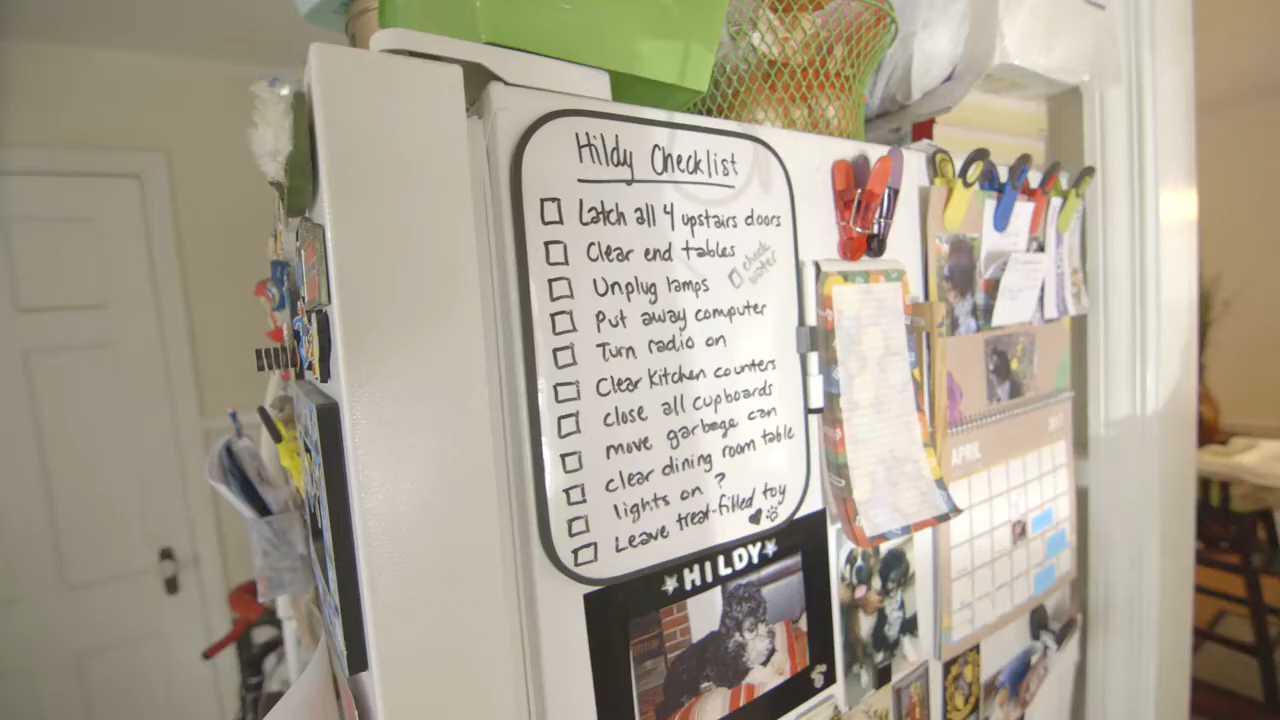 Hildy Checklist
Latch all 4 upstairs doors
Clear end tables
check
water
Unplug lamps
Put away computer
Turn radio on
Clear Kitchen counters
close all cupboards
move garbage can
clear dining room table
lights on ?
Leave treat-filled toy
HILDY
APRIL